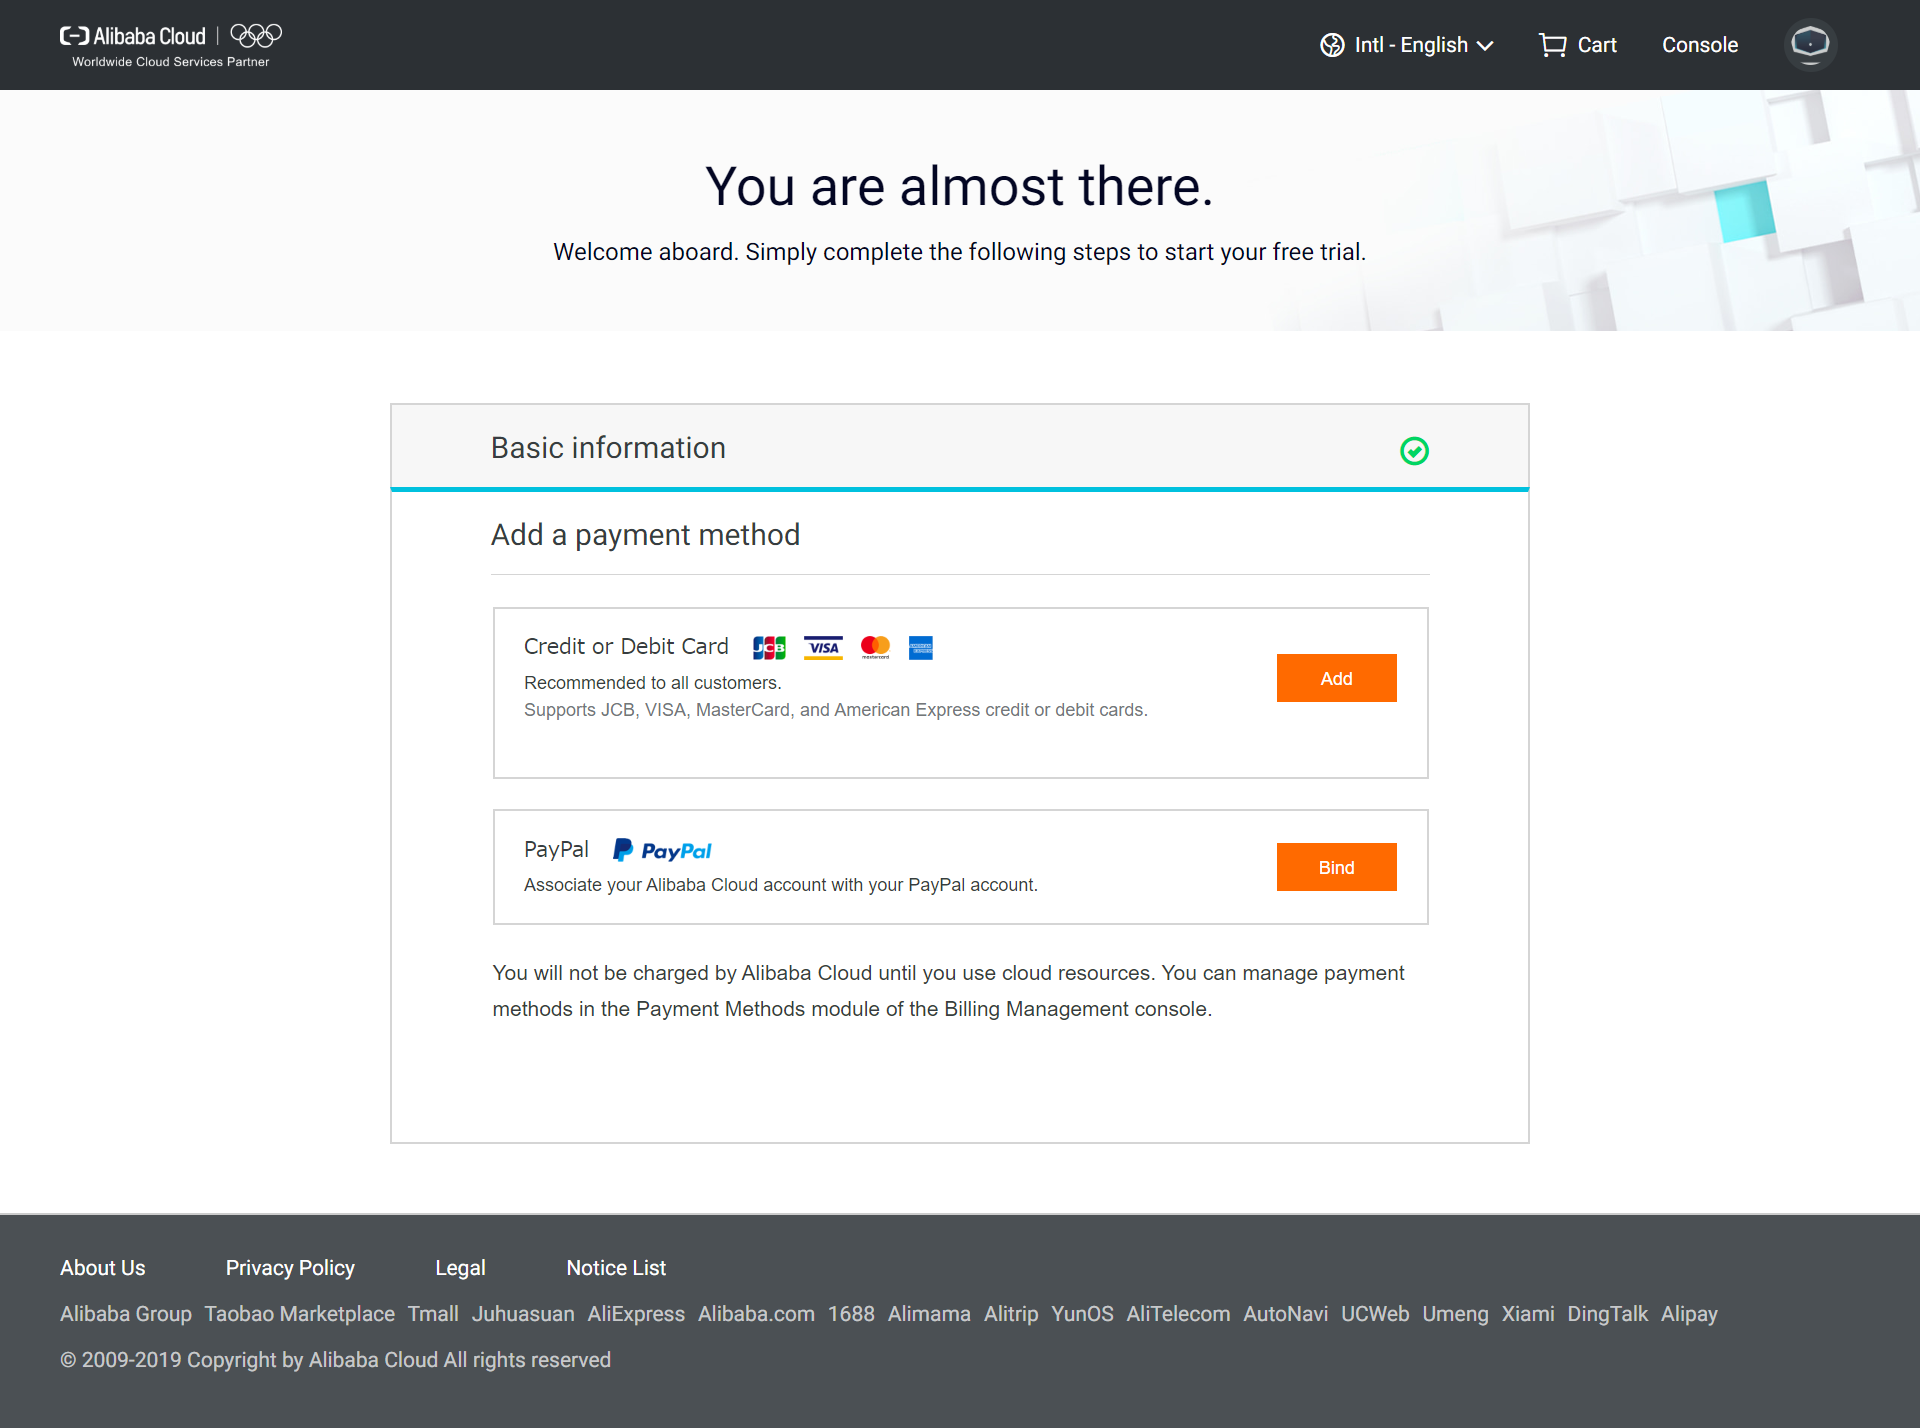 Alibaba Cloud
Worldwide Cloud Services Partner
Intl - English
Cart
Console
You are almost there.
Welcome aboard. Simply complete the following steps to start your free trial.
Basic information
Add a payment method
Credit or Debit Card JCB VISA mastercard AMERICAN EXPRESS
Recommended to all customers.
Supports JCB, VISA, MasterCard, and American Express credit or debit cards.
Add
PayPal PayPal
Associate your Alibaba Cloud account with your PayPal account.
Bind
You will not be charged by Alibaba Cloud until you use cloud resources. You can manage payment
methods in the Payment Methods module of the Billing Management console.
About Us Privacy Policy Legal Notice List
Alibaba Group Taobao Marketplace Tmall Juhuasuan AliExpress Alibaba.com 1688 Alimama Alitrip YunOS AliTelecom AutoNavi UCWeb Umeng Xiami DingTalk Alipay
© 2009-2019 Copyright by Alibaba Cloud All rights reserved